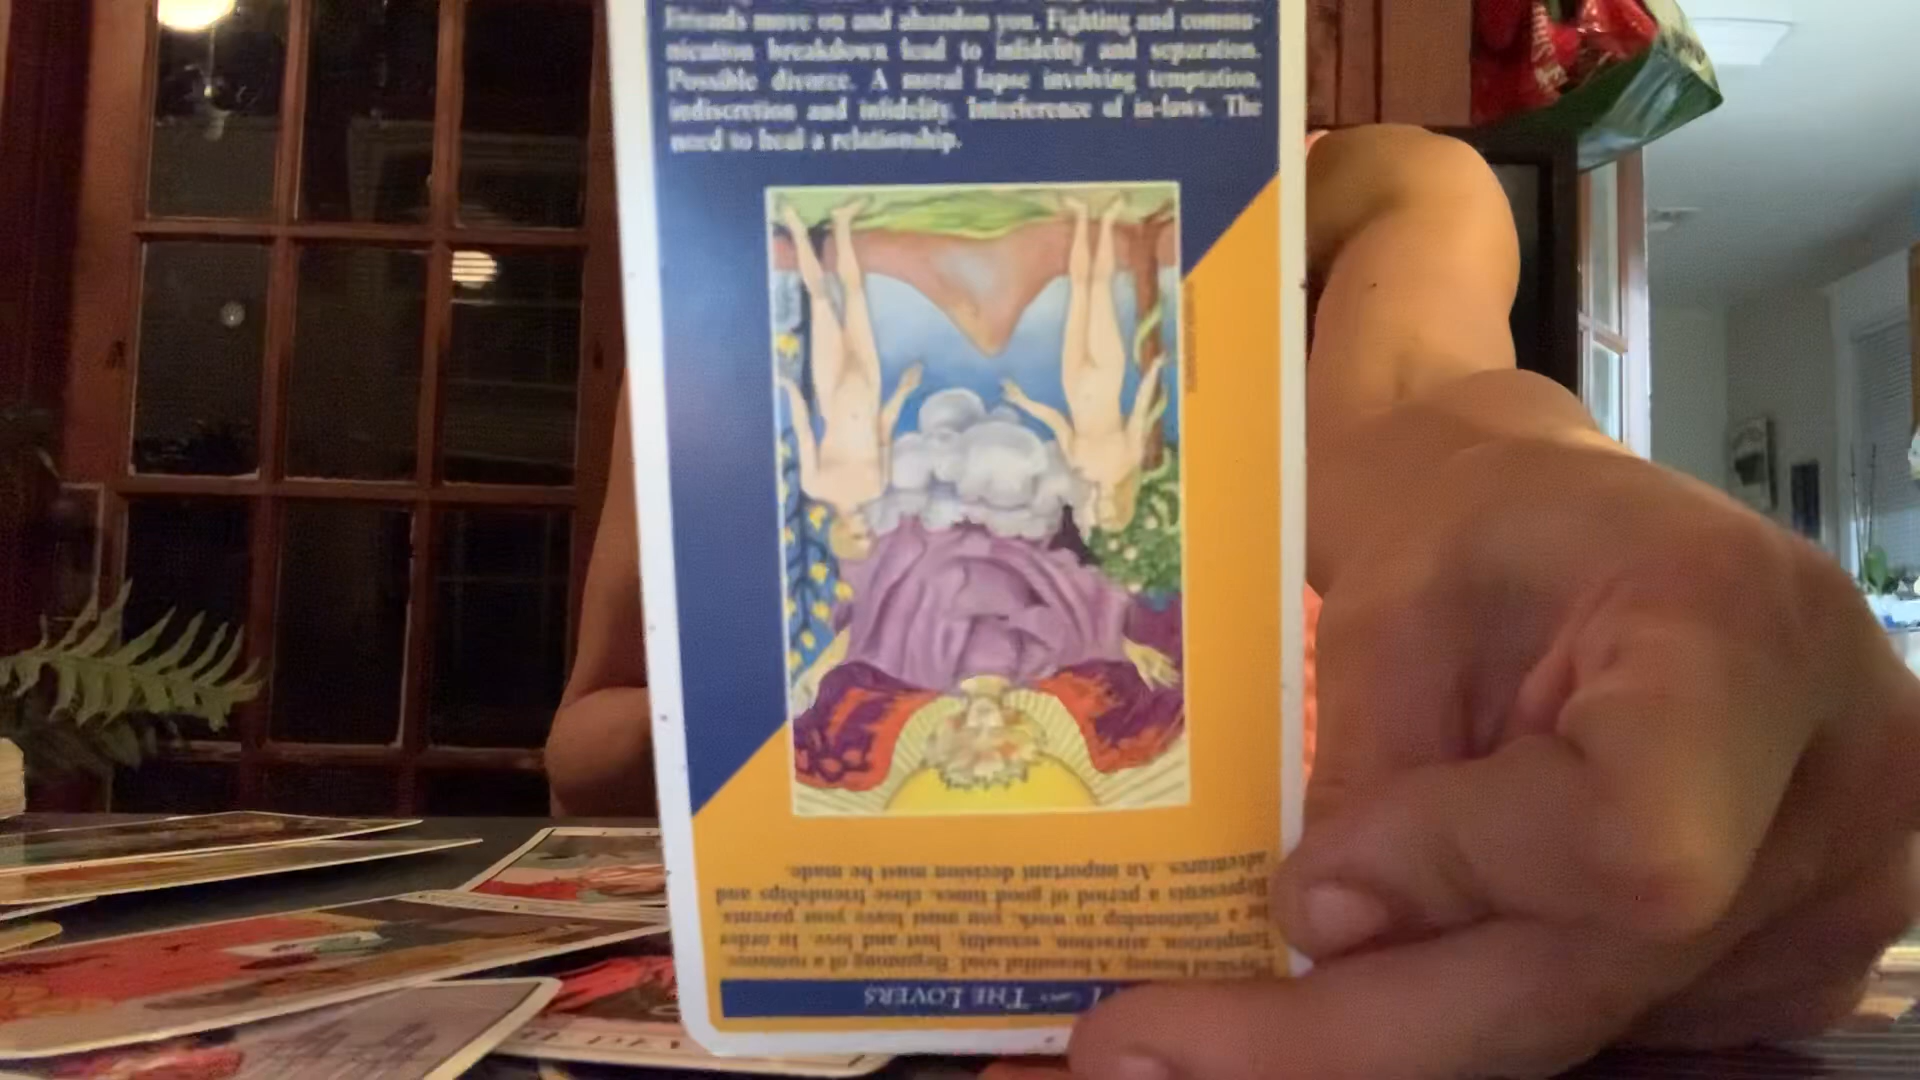 Friends move on and abandon you. Fighting and commu-
nication breakdown lead to infidelity and separation.
Possible divorce. A moral lapse involving temptation,
indiscretion and infidelity. Interference of in-laws. The
need to heal a relationship.
THE LOVERS
Physical beauty. A beautiful soul. Beginning of a romance.
Temptation, attraction, sexuality, lust and love. In order
for a relationship to work, you must leave your parents.
Represents a period of good times, close friendships and
adventures. An important decision must be made.